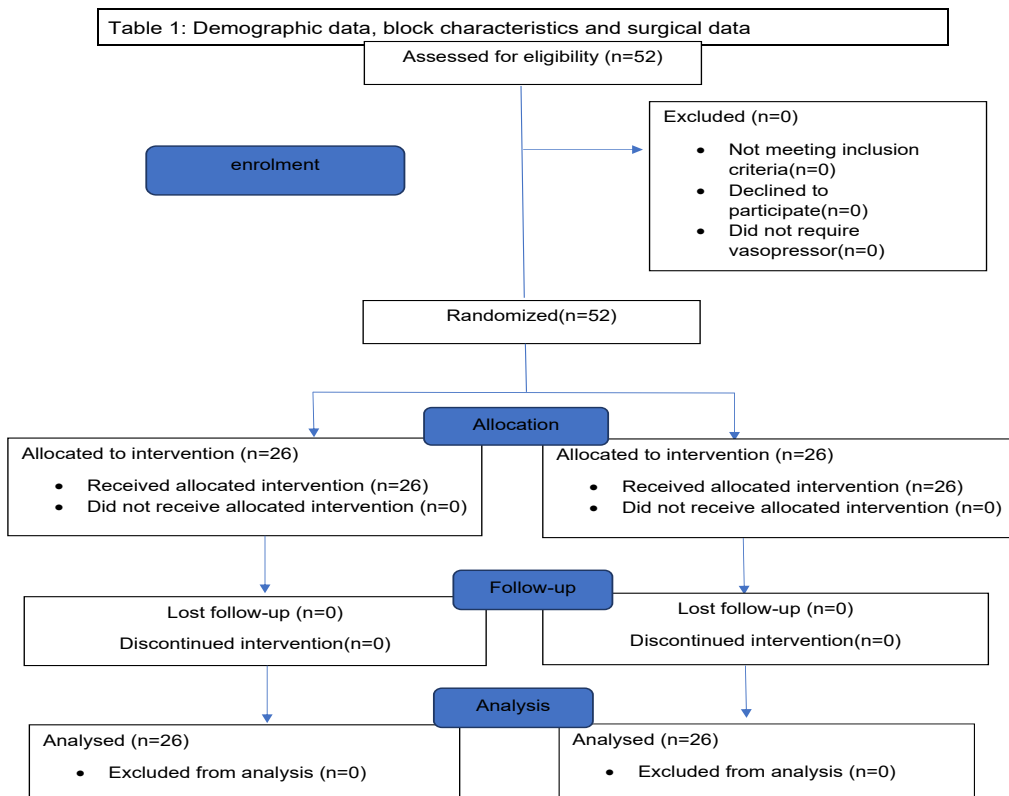 Table 1: Demographic data, block characteristics and surgical data
Assessed for eligibility (n=52)
Excluded (n=0)
• Not meeting inclusion
criteria(n=0)
• Declined to
participate(n=0)
• Did not require
vasopressor(n=0)
enrolment
Randomized(n=52)
Allocation
Allocated to intervention (n=26)
• Received allocated intervention (n=26)
• Did not receive allocated intervention (n=0)
Allocated to intervention (n=26)
• Received allocated intervention (n=26)
• Did not receive allocated intervention (n=0)
Follow-up
Lost follow-up (n=0)
Discontinued intervention(n=0)
Lost follow-up (n=0)
Discontinued intervention(n=0)
Analysis
Analysed (n=26)
• Excluded from analysis (n=0)
Analysed (n=26)
• Excluded from analysis (n=0)